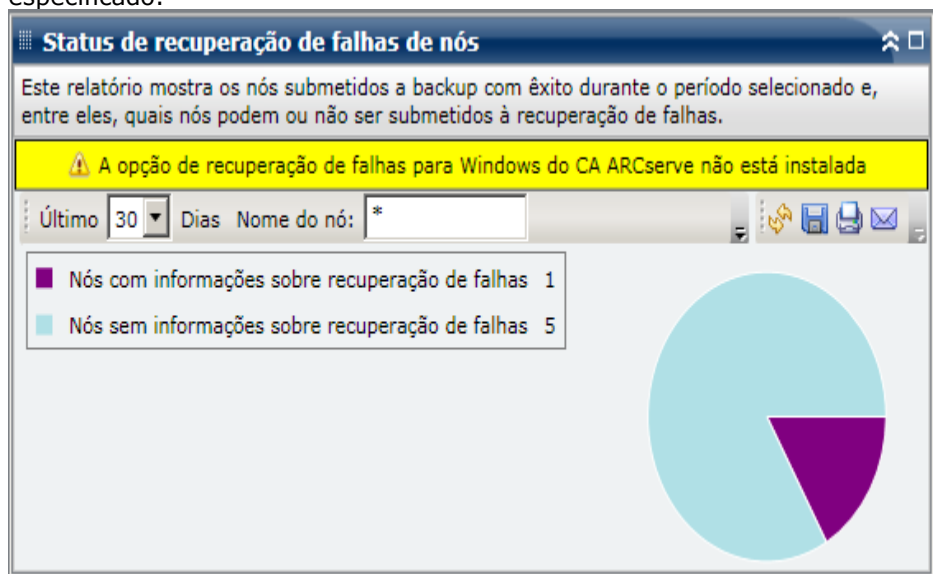 especificado.
Status de recuperação de falhas de nós
Este relatório mostra os nós submetidos a backup com êxito durante o período selecionado e,
entre eles, quais nós podem ou não ser submetidos à recuperação de falhas.
A opção de recuperação de falhas para Windows do CA ARCserve não está instalada
Último 30 Dias Nome do nó: *
Nós com informações sobre recuperação de falhas 1
Nós sem informações sobre recuperação de falhas 5